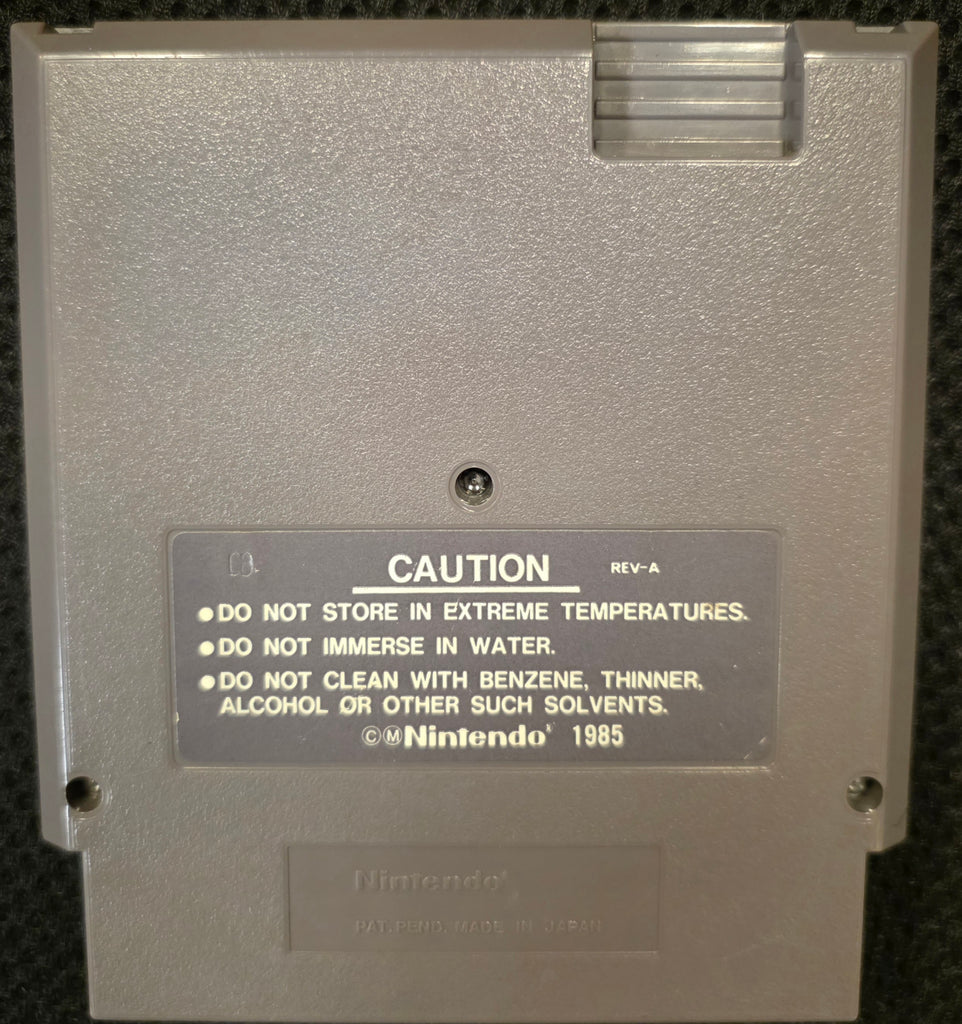 CAUTION REV-A
●DO NOT STORE IN EXTREME TEMPERATURES.
●DO NOT IMMERSE IN WATER.
●DO NOT CLEAN WITH BENZENE, THINNER,
ALCOHOL OR OTHER SUCH SOLVENTS.
©Ⓜ Nintendo® 1985
Nintendo®
PAT. PEND. MADE IN JAPAN